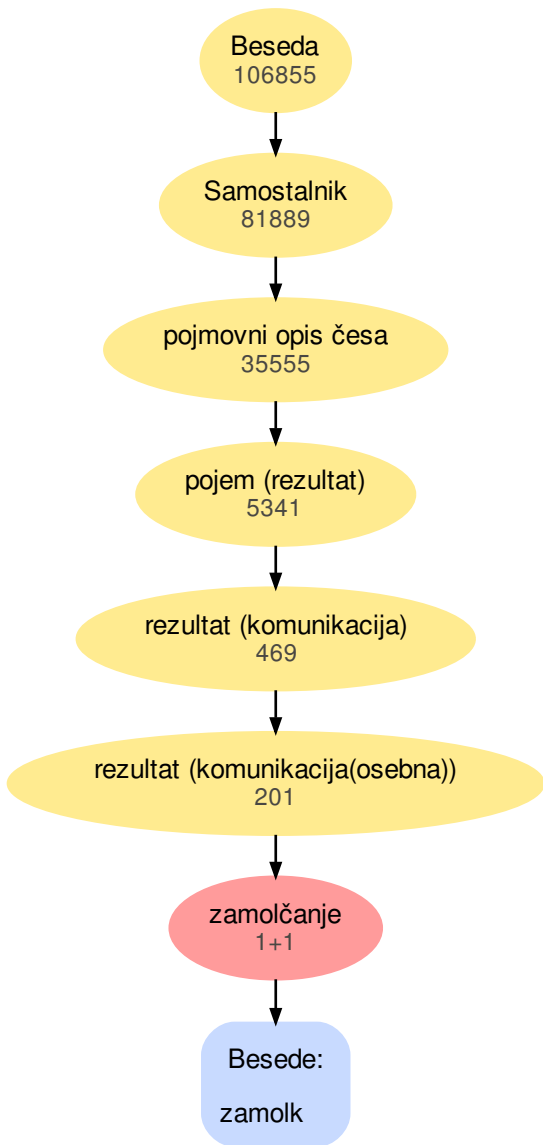 Beseda
106855
Samostalnik
81889
pojmovni opis česa
35555
pojem (rezultat)
5341
rezultat (komunikacija)
469
rezultat (komunikacija(osebna))
201
zamolčanje
1+1
Besede:
zamolk